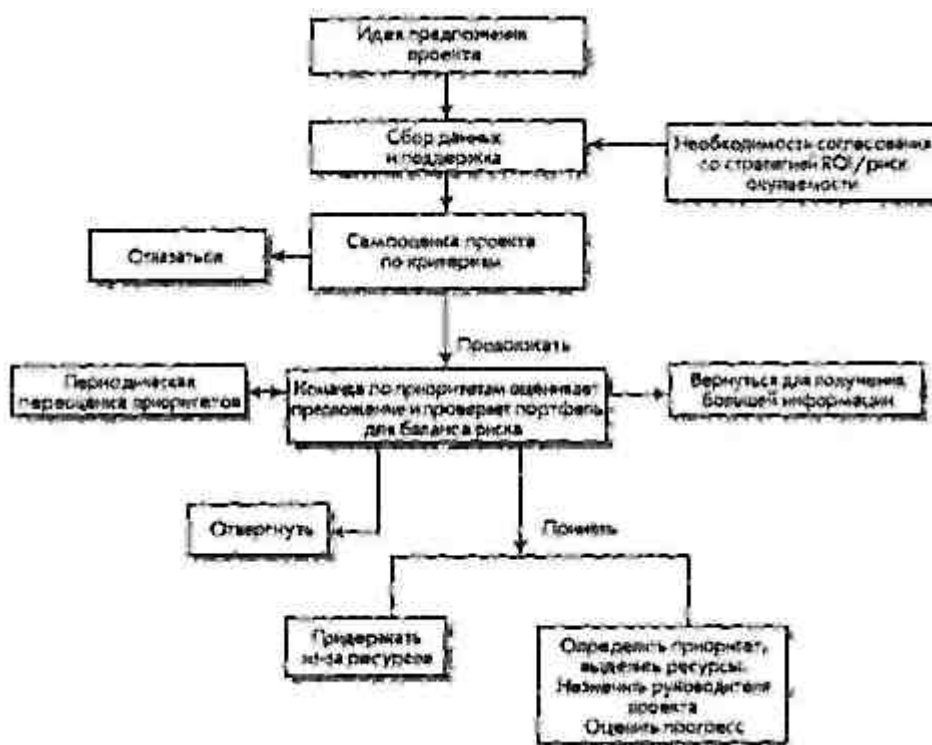 Идея предложения
проекта
Сбор данных
и поддержка
Необходимость согласования
со стратегией ROI/риск
окупаемости
Самооценка проекта
по критериям
Отказаться
Продолжать
Периодическая
переоценка приоритетов
Команда по приоритетам оценивает
предложение и проверяет портфель
для баланса риска
Вернуться для получения
большей информации
Отвергнуть
Принять
Придержать
из-за ресурсов
Определить приоритет,
выделить ресурсы.
Назначить руководителя
проекта
Оценить прогресс